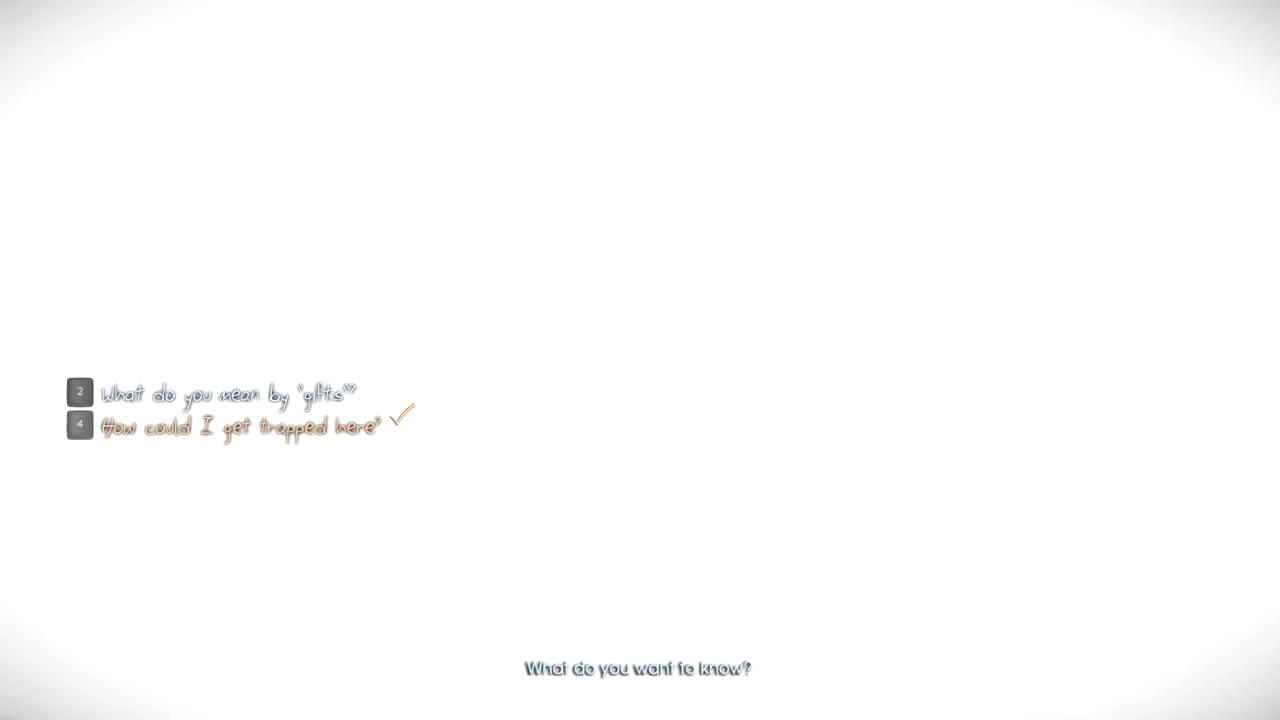 2 What do you mean by "gifts"?
4 How could I get trapped here?
What do you want to know?